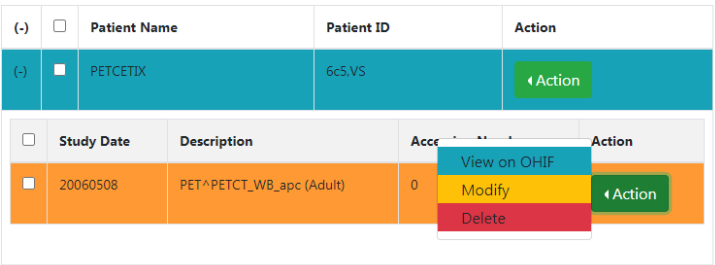 (-) Patient Name Patient ID Action
(-) PETCETIX 6c5,VS Action
Study Date Description Action
View on OHIF
20060508 PET^PETCT_WB_apc (Adult) 0 Modify Action
Delete